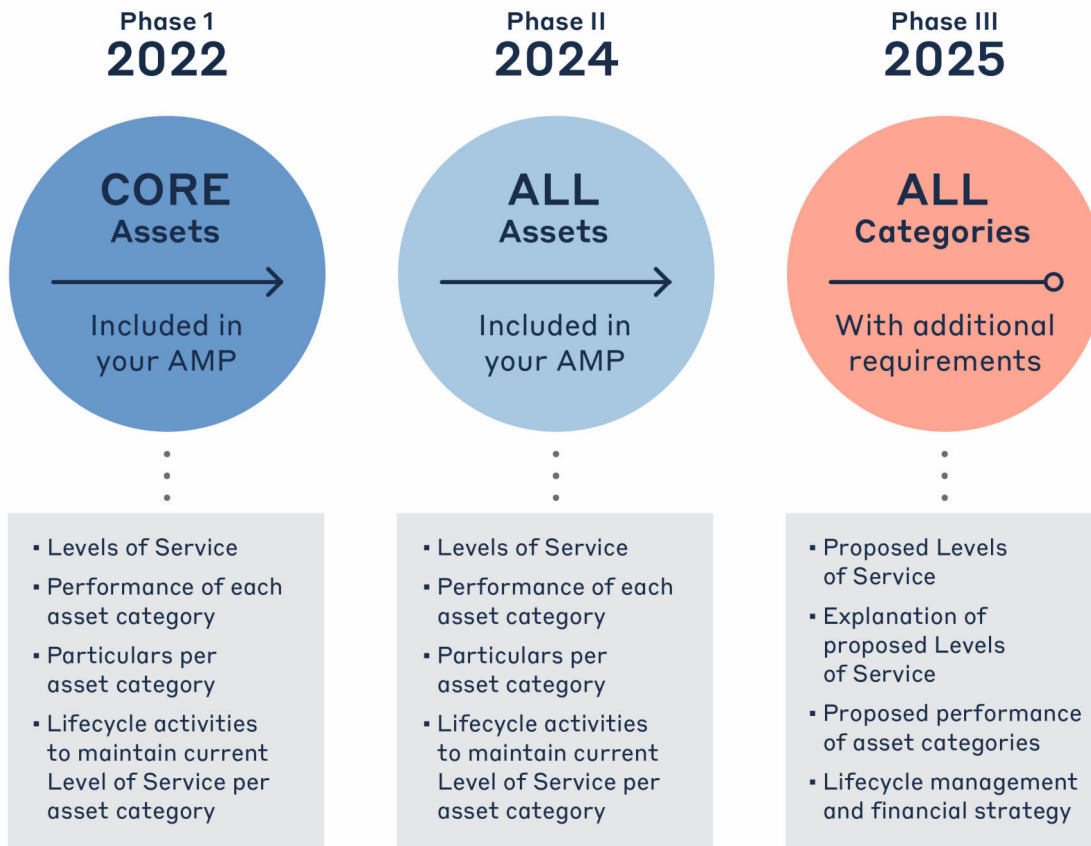 Phase 1
2022
CORE
Assets
Included in
your AMP
▪ Levels of Service
▪ Performance of each
asset category
▪ Particulars per
asset category
▪ Lifecycle activities
to maintain current
Level of Service per
asset category
Phase II
2024
ALL
Assets
Included in
your AMP
▪ Levels of Service
▪ Performance of each
asset category
▪ Particulars per
asset category
▪ Lifecycle activities
to maintain current
Level of Service per
asset category
Phase III
2025
ALL
Categories
With additional
requirements
▪ Proposed Levels
of Service
▪ Explanation of
proposed Levels
of Service
▪ Proposed performance
of asset categories
▪ Lifecycle management
and financial strategy